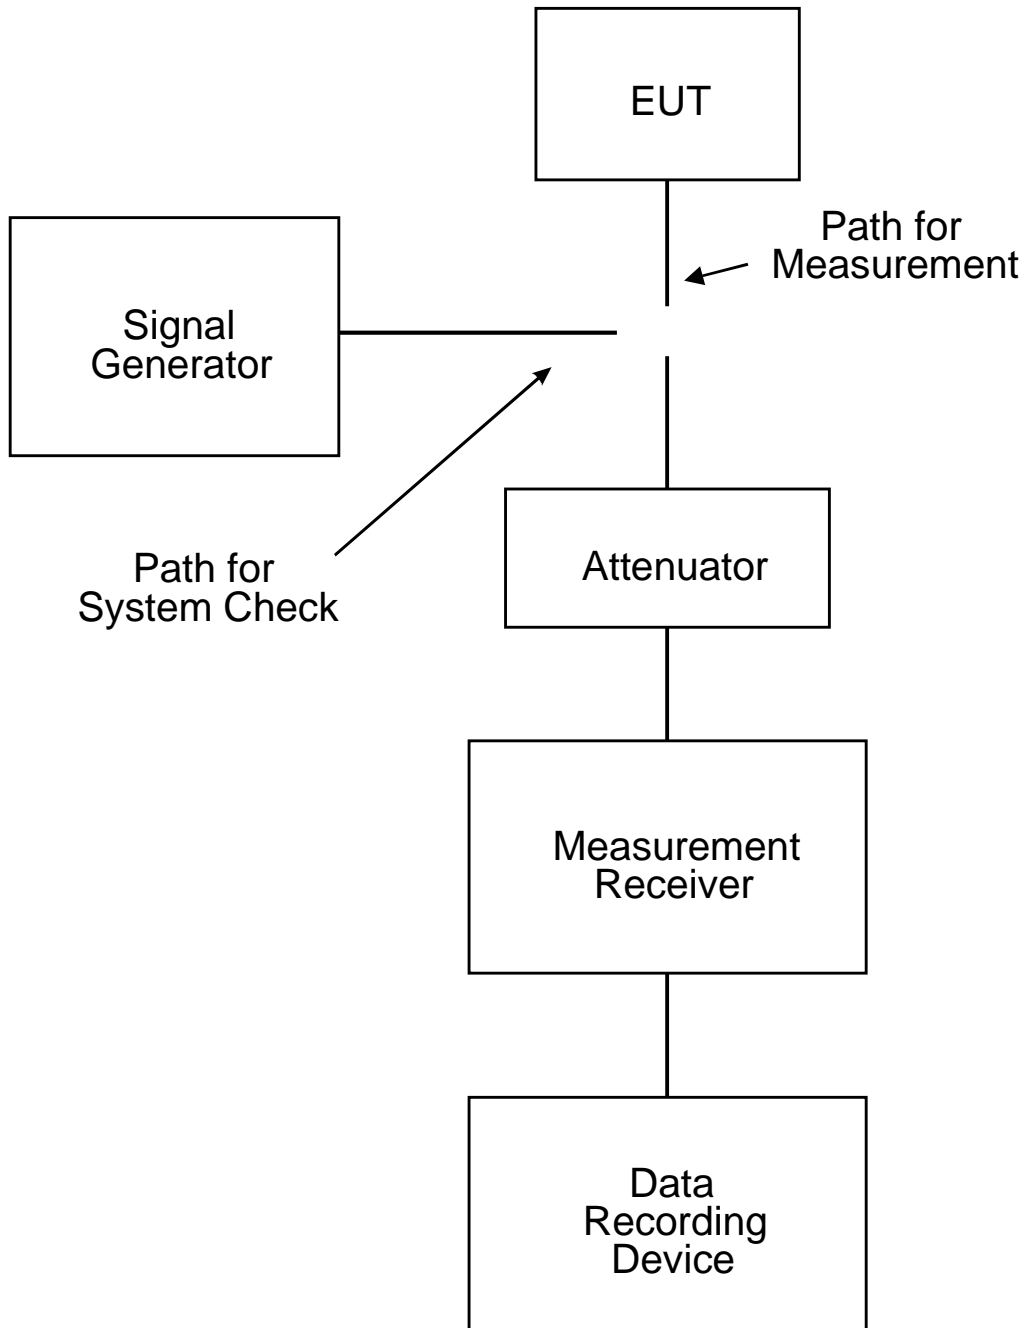 EUT
Path for
Measurement
Signal
Generator
Path for
System Check
Attenuator
Measurement
Receiver
Data
Recording
Device